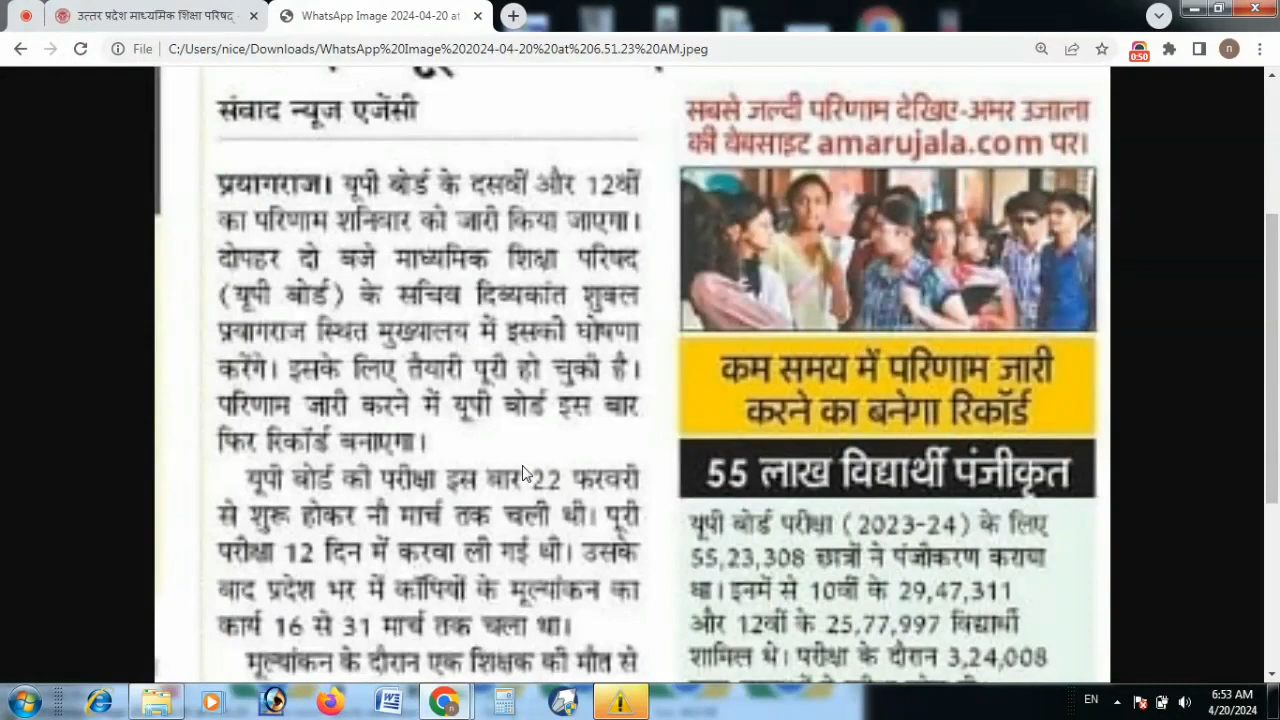 उत्तर प्रदेश माध्यमिक शिक्षा परिषद्
WhatsApp Image 2024-04-20 at
File
C:/Users/nice/Downloads/WhatsApp%20Image%202024-04-20%20at%206.51.23%20AM.jpeg
0:50
n
संवाद न्यूज एजेंसी
प्रयागराज। यूपी बोर्ड के दसवीं और 12वीं
का परिणाम शनिवार को जारी किया जाएगा।
दोपहर दो बजे माध्यमिक शिक्षा परिषद
(यूपी बोर्ड) के सचिव दिब्यकांत शुक्ल
प्रयागराज स्थित मुख्यालय में इसकी घोषणा
करेंगे। इसके लिए तैयारी पूरी हो चुकी है।
परिणाम जारी करने में यूपी बोर्ड इस बार
फिर रिकॉर्ड बनाएगा।
यूपी बोर्ड की परीक्षा इस बार 22 फरवरी
से शुरू होकर नौ मार्च तक चली थी। पूरी
परीक्षा 12 दिन में करवा ली गई थी। उसके
बाद प्रदेश भर में कॉपियों के मूल्यांकन का
कार्य 16 से 31 मार्च तक चला था।
मूल्यांकन के दौरान एक शिक्षक की मौत से
सबसे जल्दी परिणाम देखिए-अमर उजाला
की वेबसाइट amarujala.com पर।
कम समय में परिणाम जारी
करने का बनेगा रिकॉर्ड
55 लाख विद्यार्थी पंजीकृत
यूपी बोर्ड परीक्षा (2023-24) के लिए
55,23,308 छात्रों ने पंजीकरण कराया
था। इनमें से 10वीं के 29,47,311
और 12वीं के 25,77,997 विद्यार्थी
शामिल थे। परीक्षा के दौरान 3,24,008
EN
6:53 AM
4/20/2024